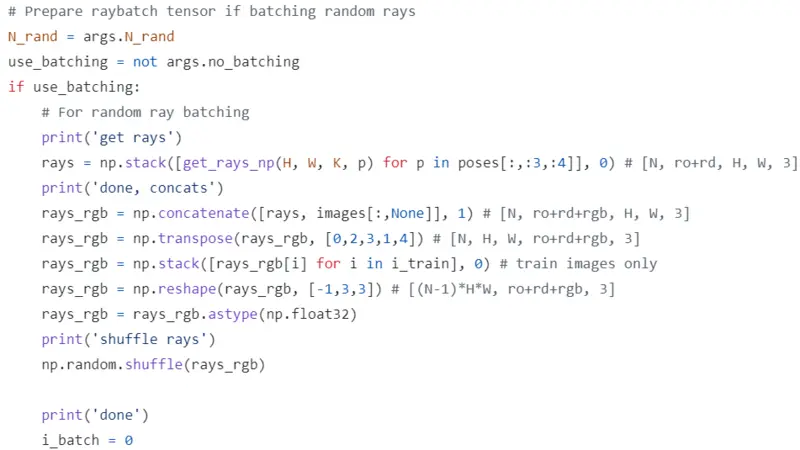 # Prepare raybatch tensor if batching random rays
N_rand = args.N_rand
use_batching = not args.no_batching
if use_batching:
    # For random ray batching
    print('get rays')
    rays = np.stack([get_rays_np(H, W, K, p) for p in poses[:,:3,:4]], 0) # [N, ro+rd, H, W, 3]
    print('done, concats')
    rays_rgb = np.concatenate([rays, images[:,None]], 1) # [N, ro+rd+rgb, H, W, 3]
    rays_rgb = np.transpose(rays_rgb, [0,2,3,1,4]) # [N, H, W, ro+rd+rgb, 3]
    rays_rgb = np.stack([rays_rgb[i] for i in i_train], 0) # train images only
    rays_rgb = np.reshape(rays_rgb, [-1,3,3]) # [(N-1)*H*W, ro+rd+rgb, 3]
    rays_rgb = rays_rgb.astype(np.float32)
    print('shuffle rays')
    np.random.shuffle(rays_rgb)

    print('done')
    i_batch = 0